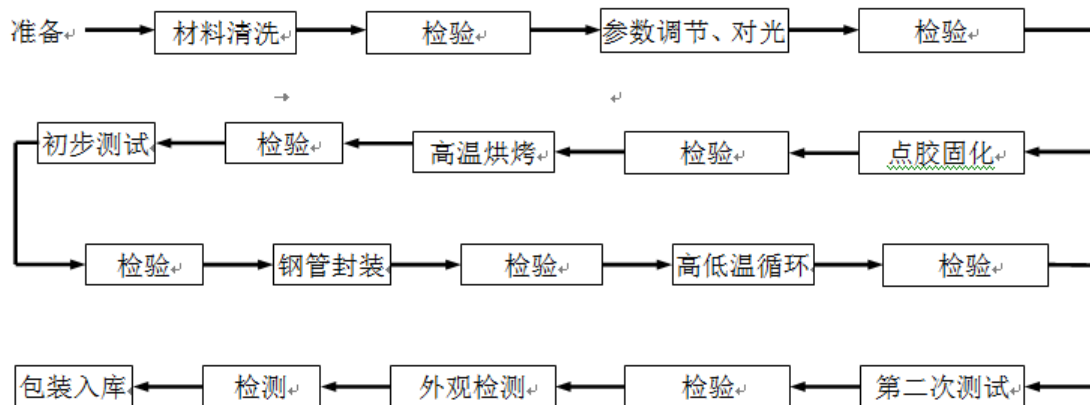 准备 材料清洗 检验 参数调节、对光 检验
初步测试 检验 高温烘烤 检验 点胶固化
检验 钢管封装 检验 高低温循环 检验
包装入库 检测 外观检测 检验 第二次测试